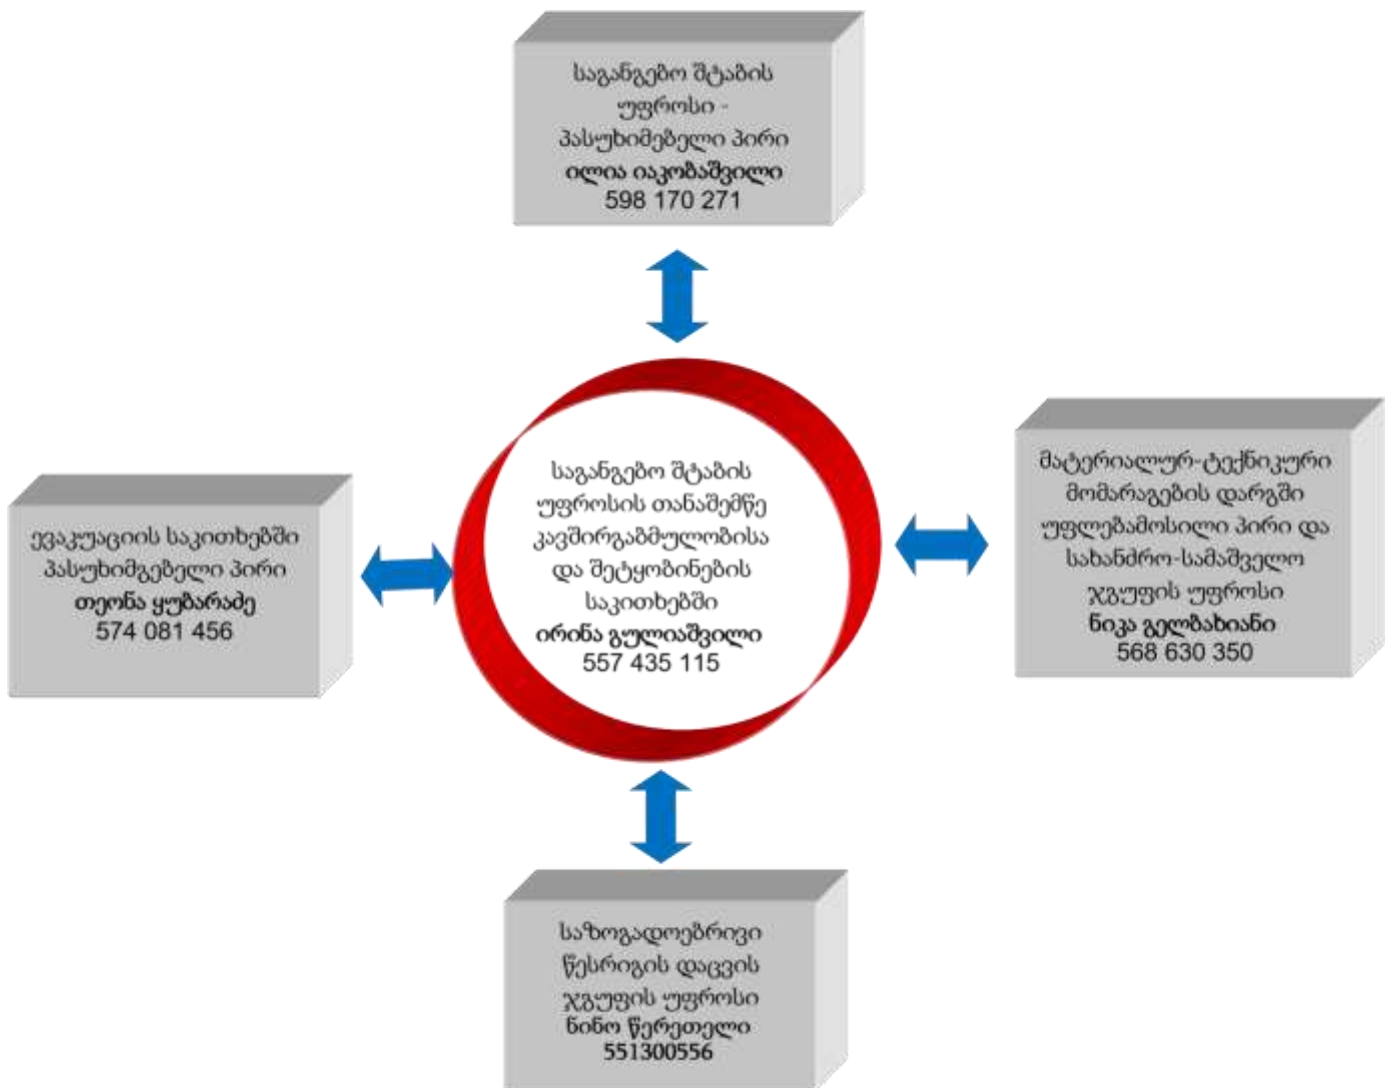 საგანგებო შტაბის
უფროსი -
პასუხიმებელი პირი
ილია იაკობაშვილი
598 170 271
საგანგებო შტაბის
უფროსის თანაშემწე
კავშირგაბმულობისა
და შეტყობინების
საკითხებში
ირინა გულიაშვილი
557 435 115
მატერიალურ-ტექნიკური
მომარაგების დარგში
უფლებამოსილი პირი და
სახანძრო-სამაშველო
ჯგუფის უფროსი
ნიკა გელბახიანი
568 630 350
ევაკუაციის საკითხებში
პასუხიმგებელი პირი
თეონა ყუბარაძე
574 081 456
საზოგადოებრივი
წესრიგის დაცვის
ჯგუფის უფროსი
ნინო წერეთელი
551300556